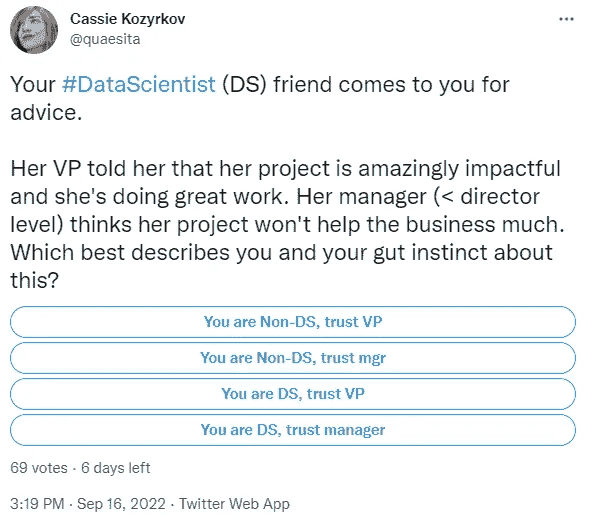 Cassie Kozyrkov
@quaesita
Your #DataScientist (DS) friend comes to you for
advice.
Her VP told her that her project is amazingly impactful
and she's doing great work. Her manager (< director
level) thinks her project won't help the business much.
Which best describes you and your gut instinct about
this?
You are Non-DS, trust VP
You are Non-DS, trust mgr
You are DS, trust VP
You are DS, trust manager
69 votes · 6 days left
3:19 PM · Sep 16, 2022 · Twitter Web App